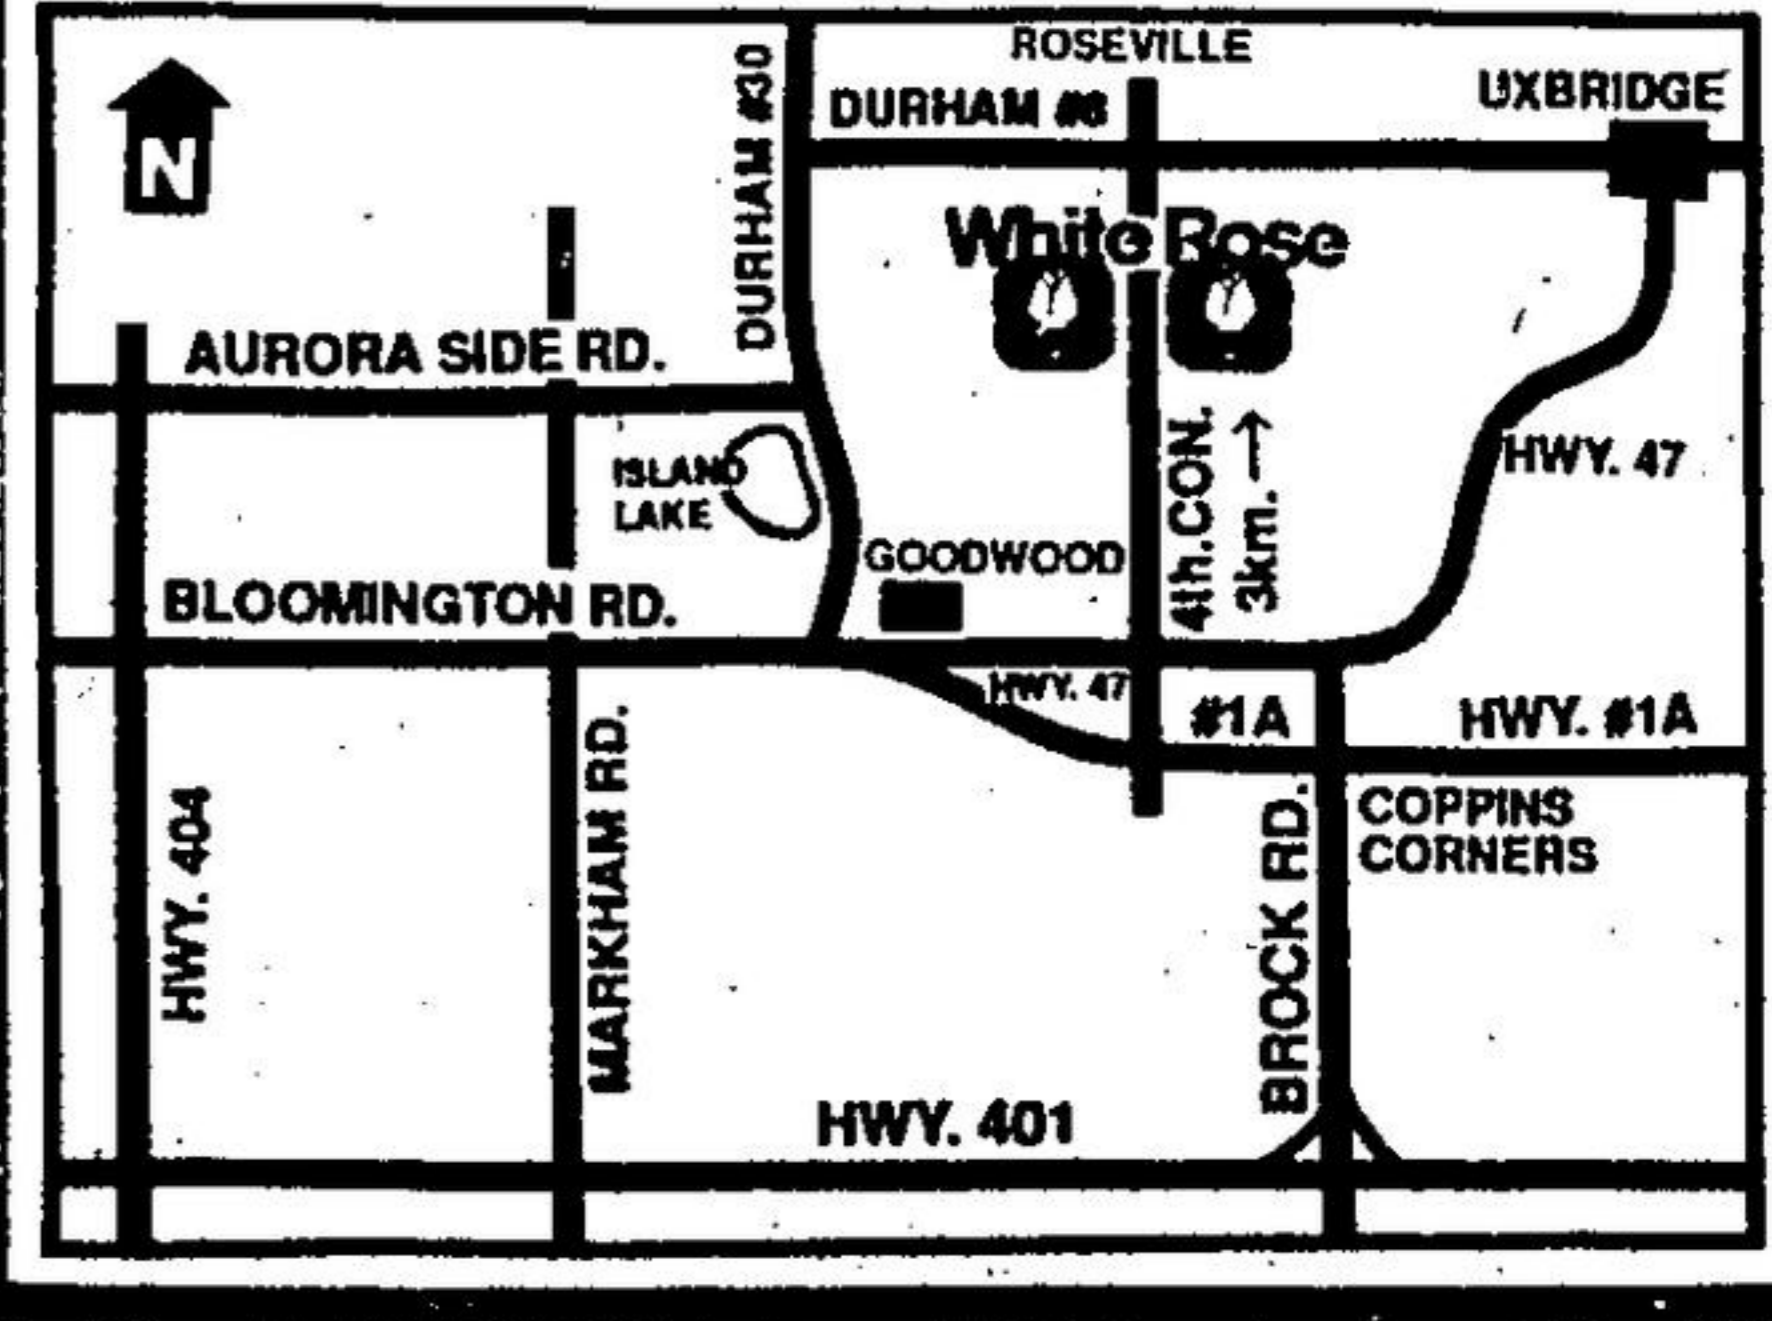 ROSEVILLE
DURHAM #30
DURHAM #8
UXBRIDGE
N
White Rose
AURORA SIDE RD.
ISLAND
LAKE
4th.CON.
3km.→
HWY. 47
GOODWOOD
BLOOMINGTON RD.
HWY. 47
#1A
HWY. #1A
COPPINS
CORNERS
HWY. 404
MARKHAM RD.
BROCK RD.
HWY. 401